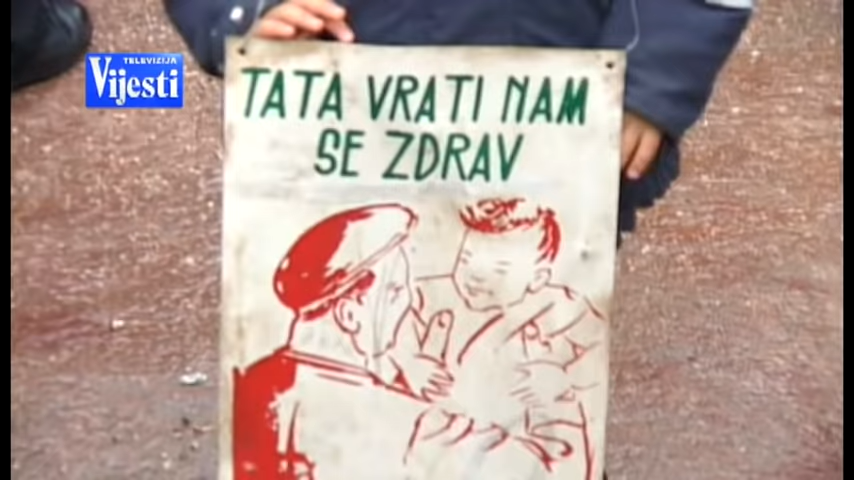 TELEVIZIJA
Vijesti
TATA VRATI NAM
SE ZDRAV